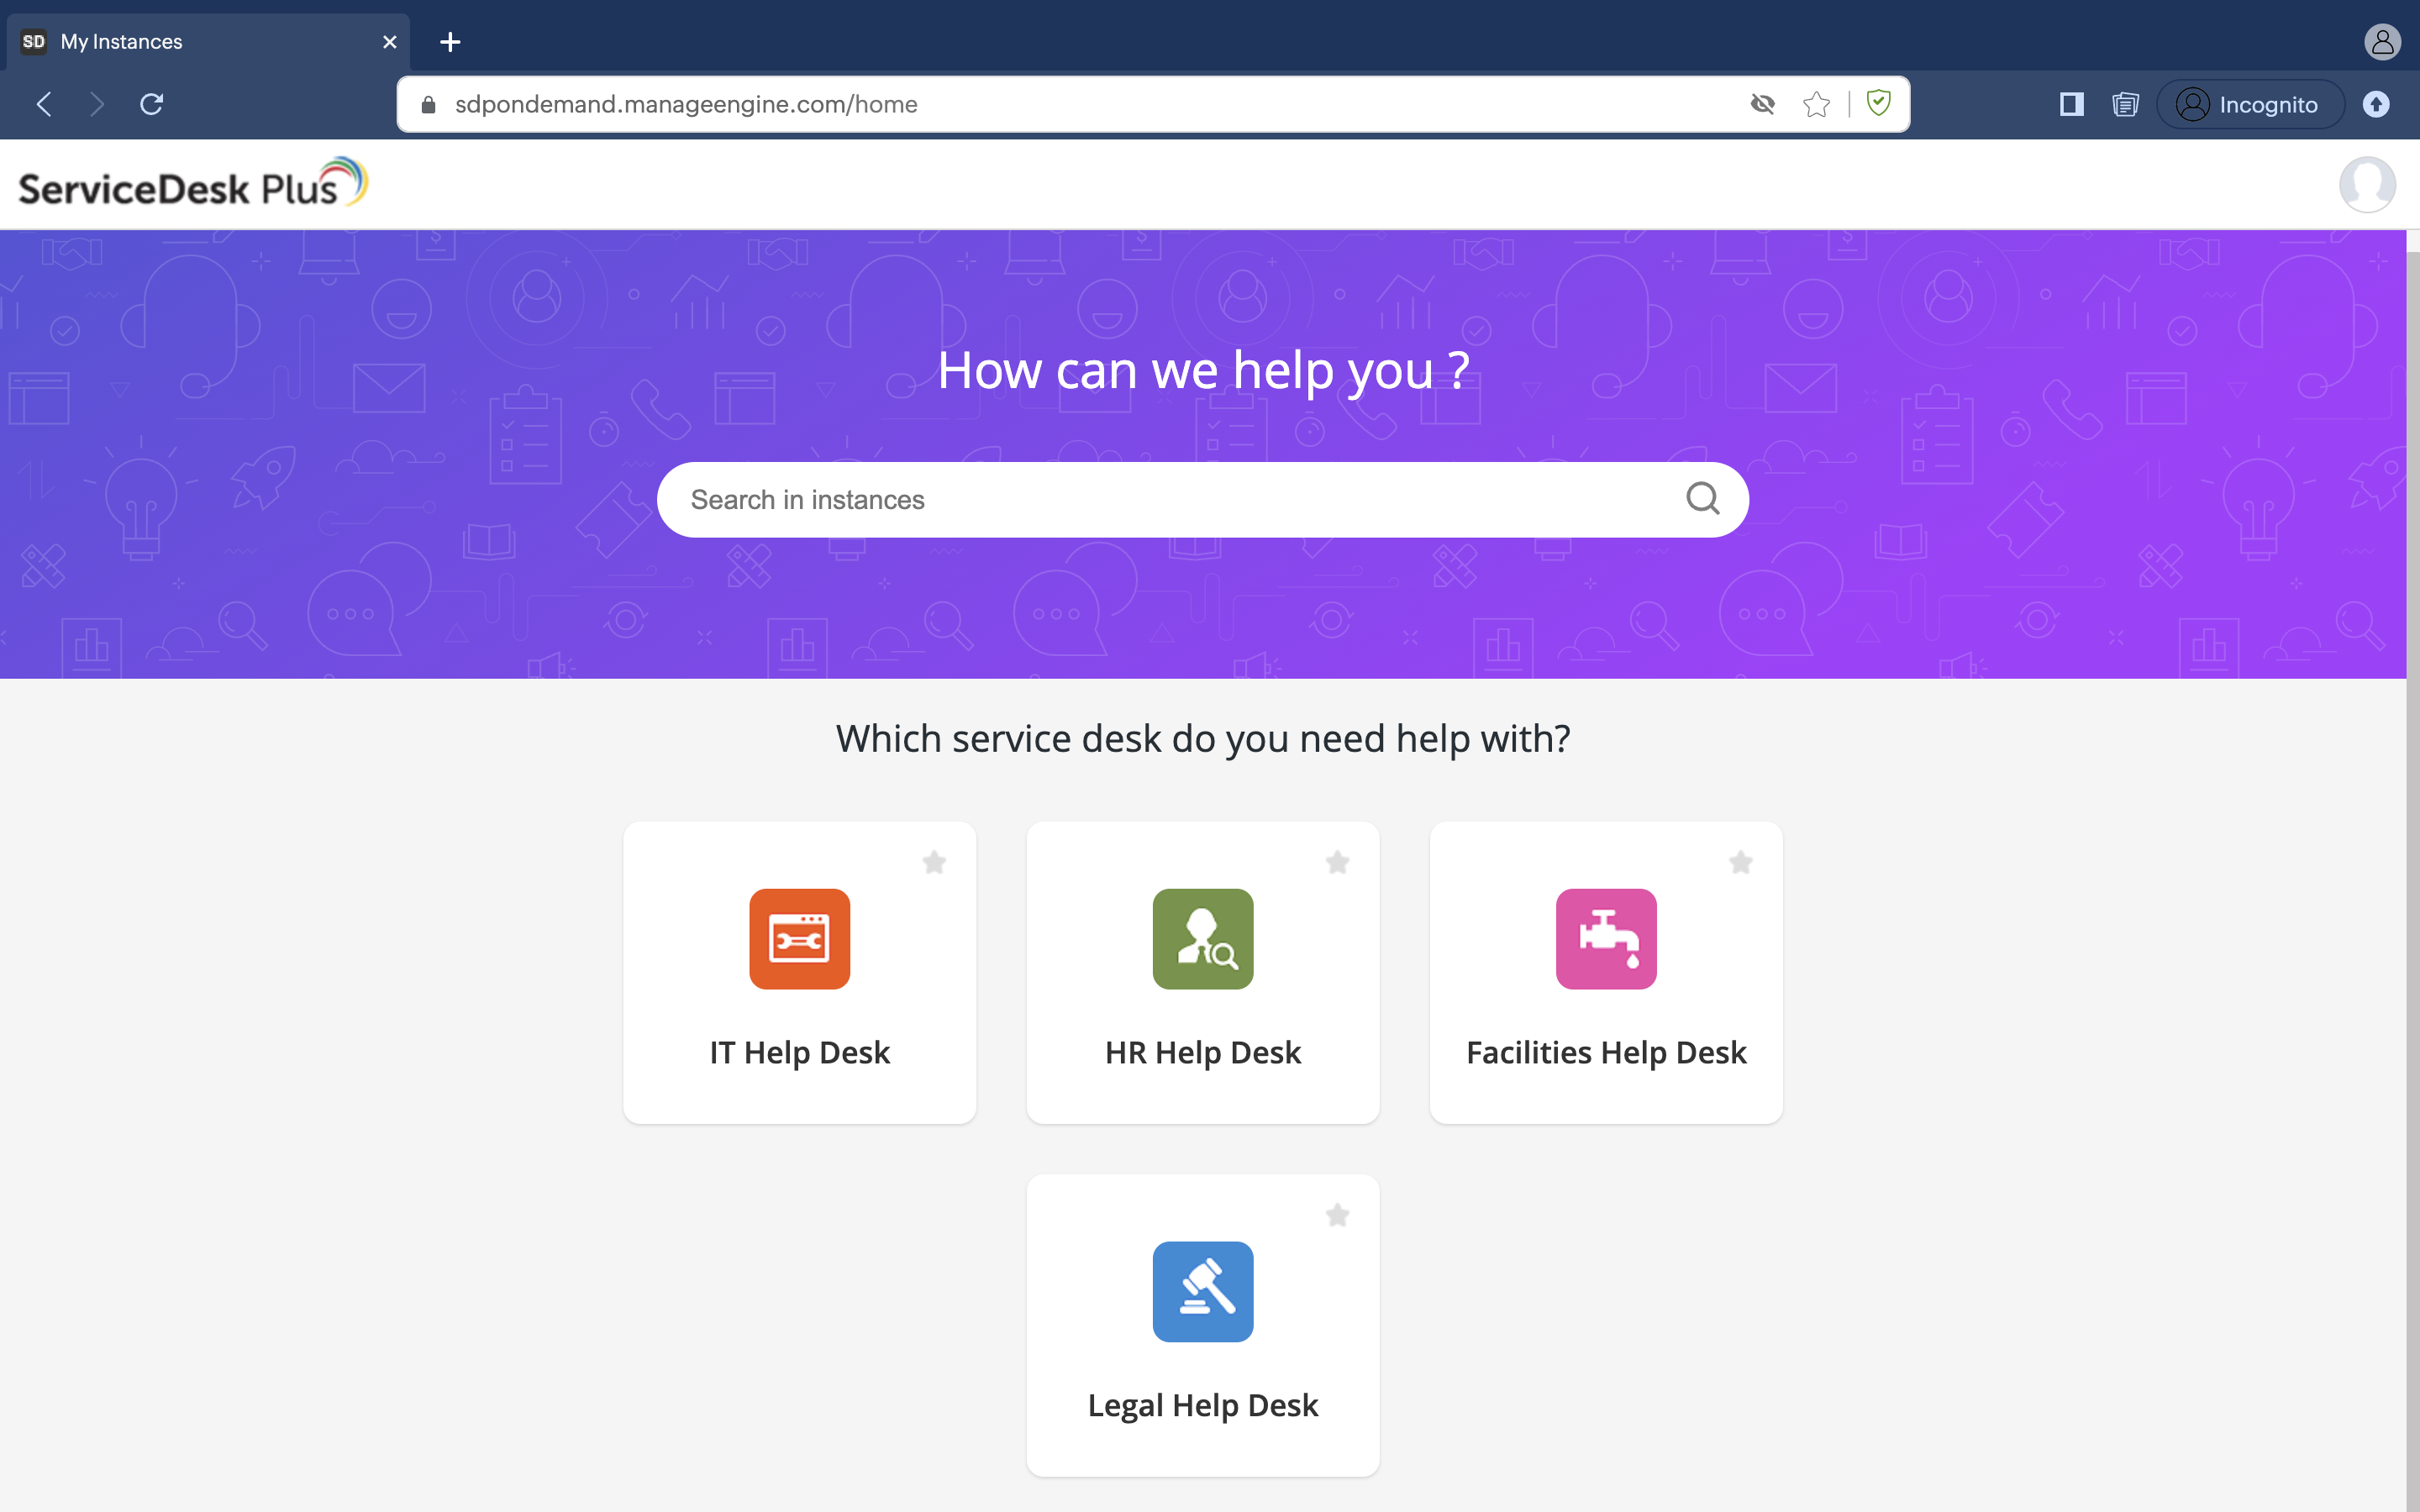 SD My Instances
sdpondemand.manageengine.com/home
Incognito
ServiceDesk Plus
How can we help you ?
Search in instances
Which service desk do you need help with?
IT Help Desk
HR Help Desk
Facilities Help Desk
Legal Help Desk